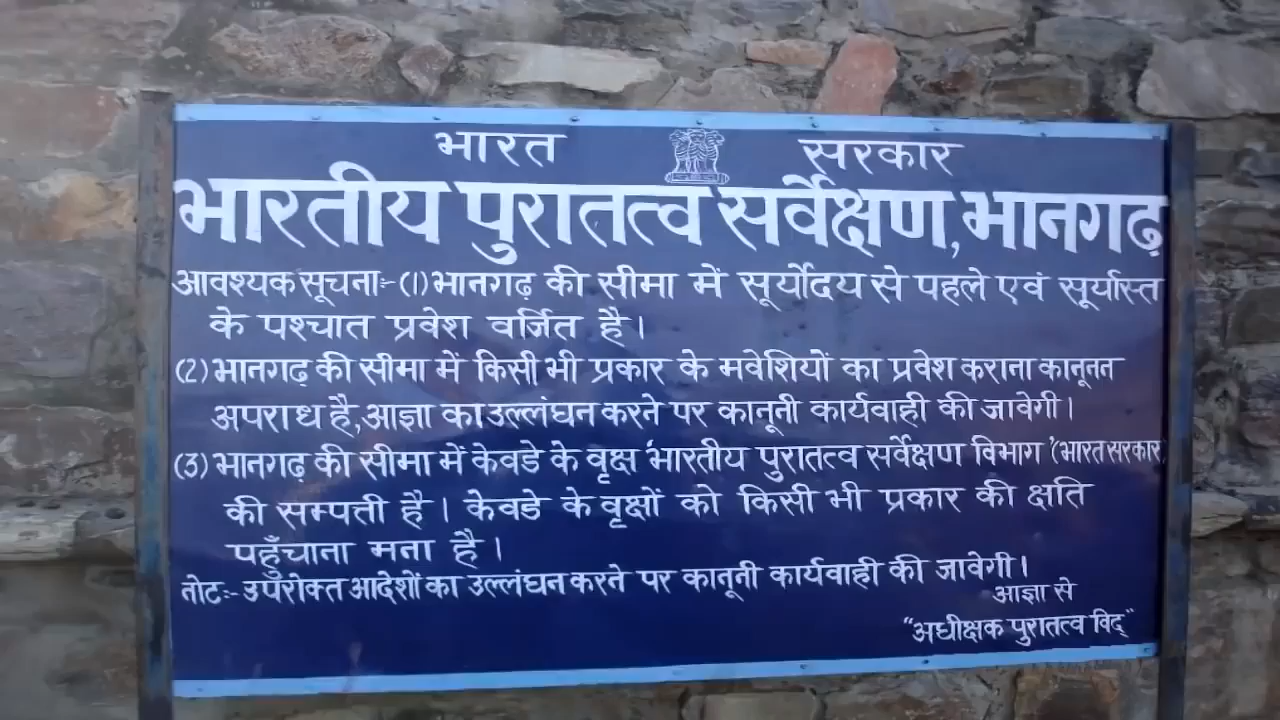 भारत सरकार
भारतीय पुरातत्व सर्वेक्षण, भानगढ़
आवश्यक सूचनाः- (1) भानगढ़ की सीमा में सूर्योदय से पहले एवं सूर्यास्त
के पश्चात प्रवेश वर्जित है।
(2) भानगढ़ की सीमा में किसी भी प्रकार के मवेशियों का प्रवेश कराना कानूनन
अपराध है, आज्ञा का उल्लंघन करने पर कानूनी कार्यवाही की जावेगी।
(3) भानगढ़ की सीमा में केवडे के वृक्ष 'भारतीय पुरातत्व सर्वेक्षण विभाग' (भारत सरकार)
की सम्पत्ती है। केवडे के वृक्षों को किसी भी प्रकार की क्षति
पहुँचाना मना है।
नोटः- उपरोक्त आदेशों का उल्लंघन करने पर कानूनी कार्यवाही की जावेगी।
आज्ञा से
"अधीक्षक पुरातत्व विद्"